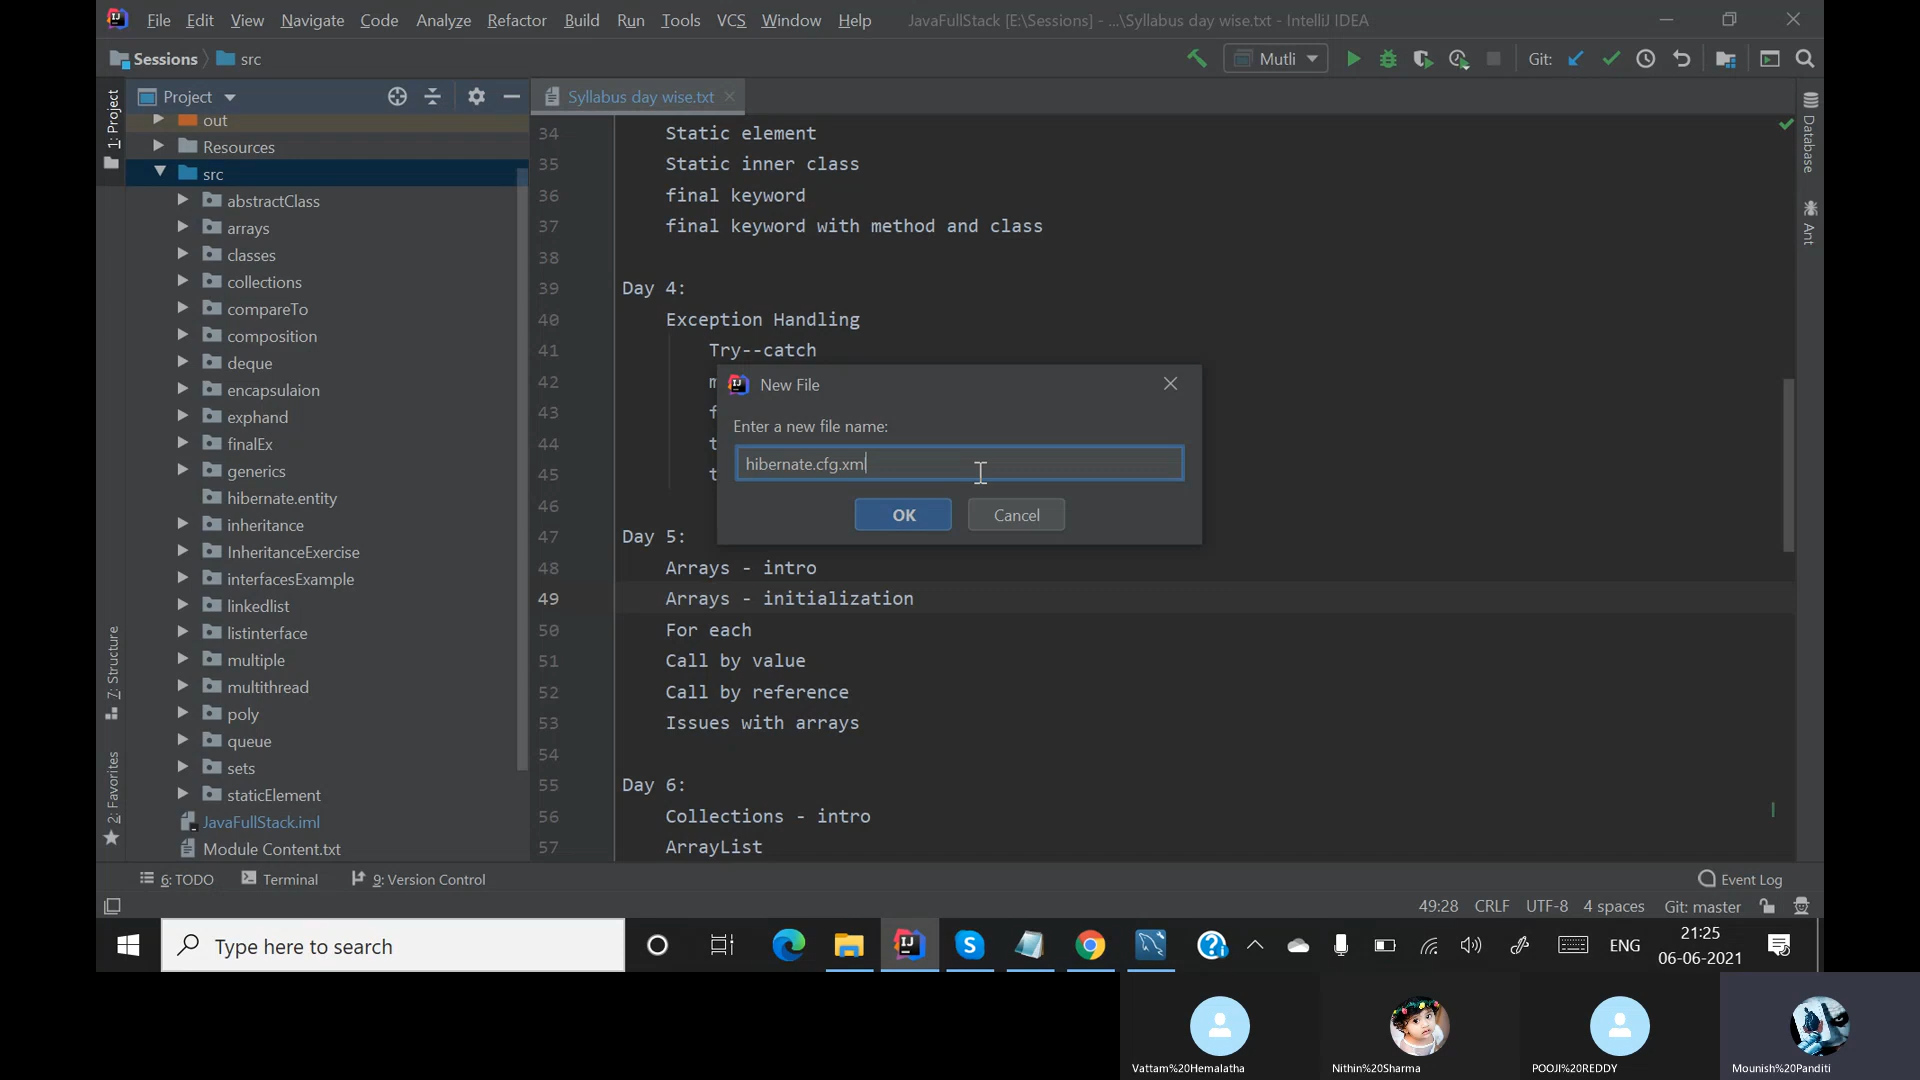 File Edit View Navigate Code Analyze Refactor Build Run Tools VCS Window Help JavaFullStack [E:\Sessions] - ...\Syllabus day wise.txt - IntelliJ IDEA
Sessions src Mutli Git:
Project Syllabus day wise.txt
1: Project
7: Structure
2: Favorites
Database
Ant
out
Resources
src
abstractClass
arrays
classes
collections
compareTo
composition
deque
encapsulaion
exphand
finalEx
generics
hibernate.entity
inheritance
InheritanceExercise
interfacesExample
linkedlist
listinterface
multiple
multithread
poly
queue
sets
staticElement
JavaFullStack.iml
Module Content.txt
34 Static element
35 Static inner class
36 final keyword
37 final keyword with method and class
38
39 Day 4:
40 Exception Handling
41 Try--catch
42 m
43 f
44 t
45 t
46
47 Day 5:
48 Arrays - intro
49 Arrays - initialization
50 For each
51 Call by value
52 Call by reference
53 Issues with arrays
54
55 Day 6:
56 Collections - intro
57 ArrayList
New File
Enter a new file name:
hibernate.cfg.xml
OK Cancel
6: TODO Terminal 9: Version Control Event Log
49:28 CRLF UTF-8 4 spaces Git: master
Type here to search
ENG 21:25
06-06-2021
Vattam%20Hemalatha Nithin%20Sharma POOJI%20REDDY Mounish%20Panditi